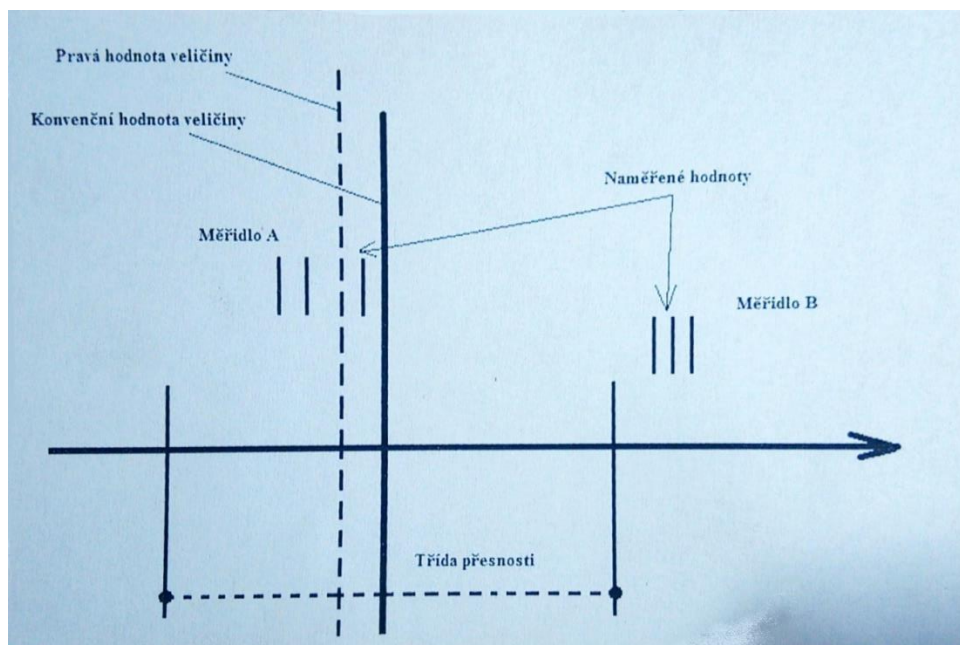 Pravá hodnota veličiny
Konvenční hodnota veličiny
Naměřené hodnoty
Měřidlo A
Měřidlo B
Třída přesnosti